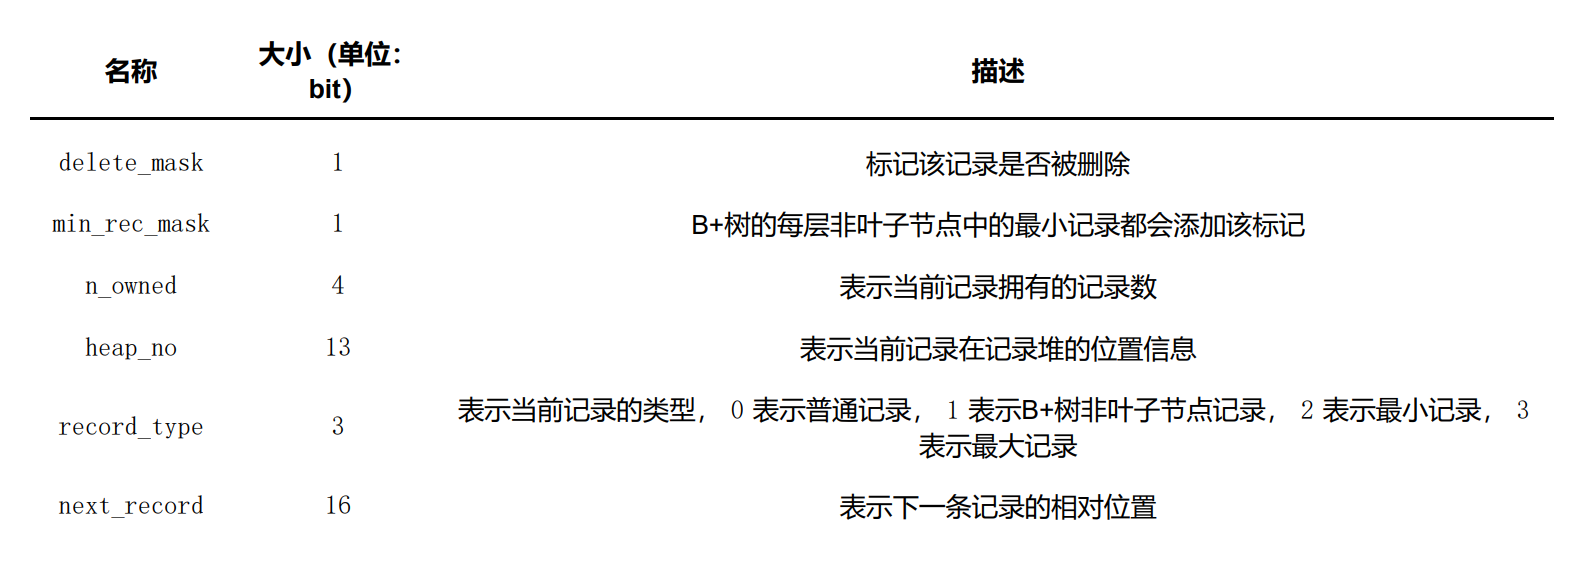 名称 大小（单位：bit） 描述
delete_mask 1 标记该记录是否被删除
min_rec_mask 1 B+树的每层非叶子节点中的最小记录都会添加该标记
n_owned 4 表示当前记录拥有的记录数
heap_no 13 表示当前记录在记录堆的位置信息
record_type 3 表示当前记录的类型， 0 表示普通记录， 1 表示B+树非叶子节点记录， 2 表示最小记录， 3
表示最大记录
next_record 16 表示下一条记录的相对位置